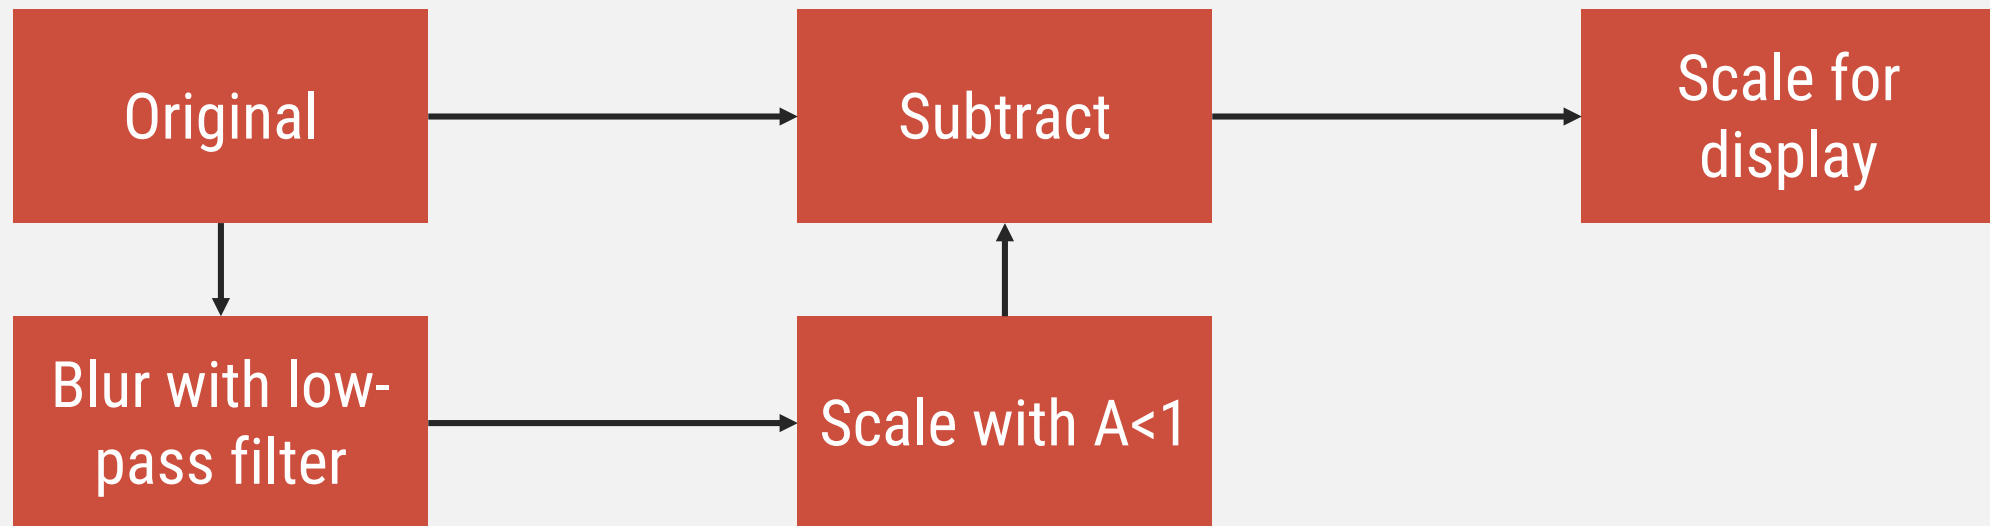 Original
Subtract
Scale for
display
Blur with low-
pass filter
Scale with A<1